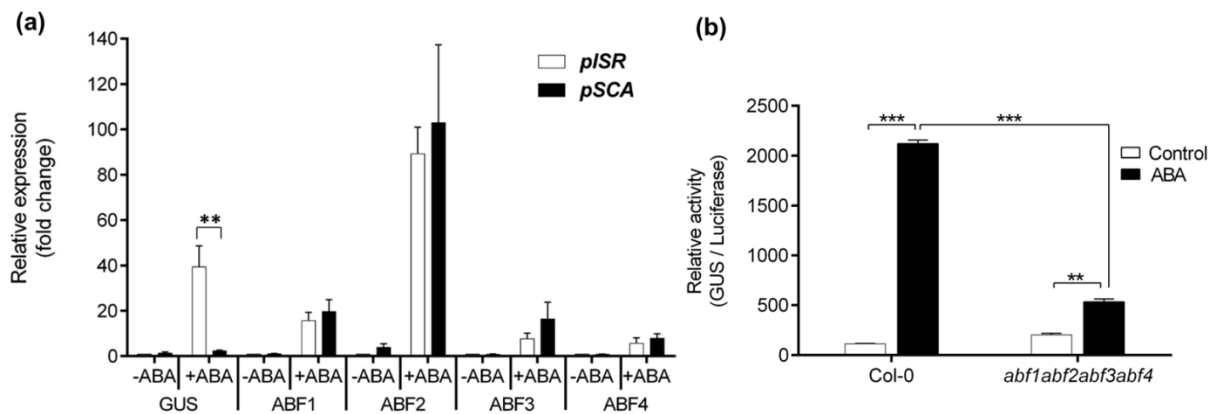 (a)
140
120
100
80
60
40
20
0
Relative expression
(fold change)
pISR
pSCA
**
-ABA +ABA -ABA +ABA -ABA +ABA -ABA +ABA -ABA +ABA
GUS ABF1 ABF2 ABF3 ABF4
(b)
2500
2000
1500
1000
500
0
Relative activity
(GUS / Luciferase)
*** ***
**
Control
ABA
Col-0 abf1abf2abf3abf4